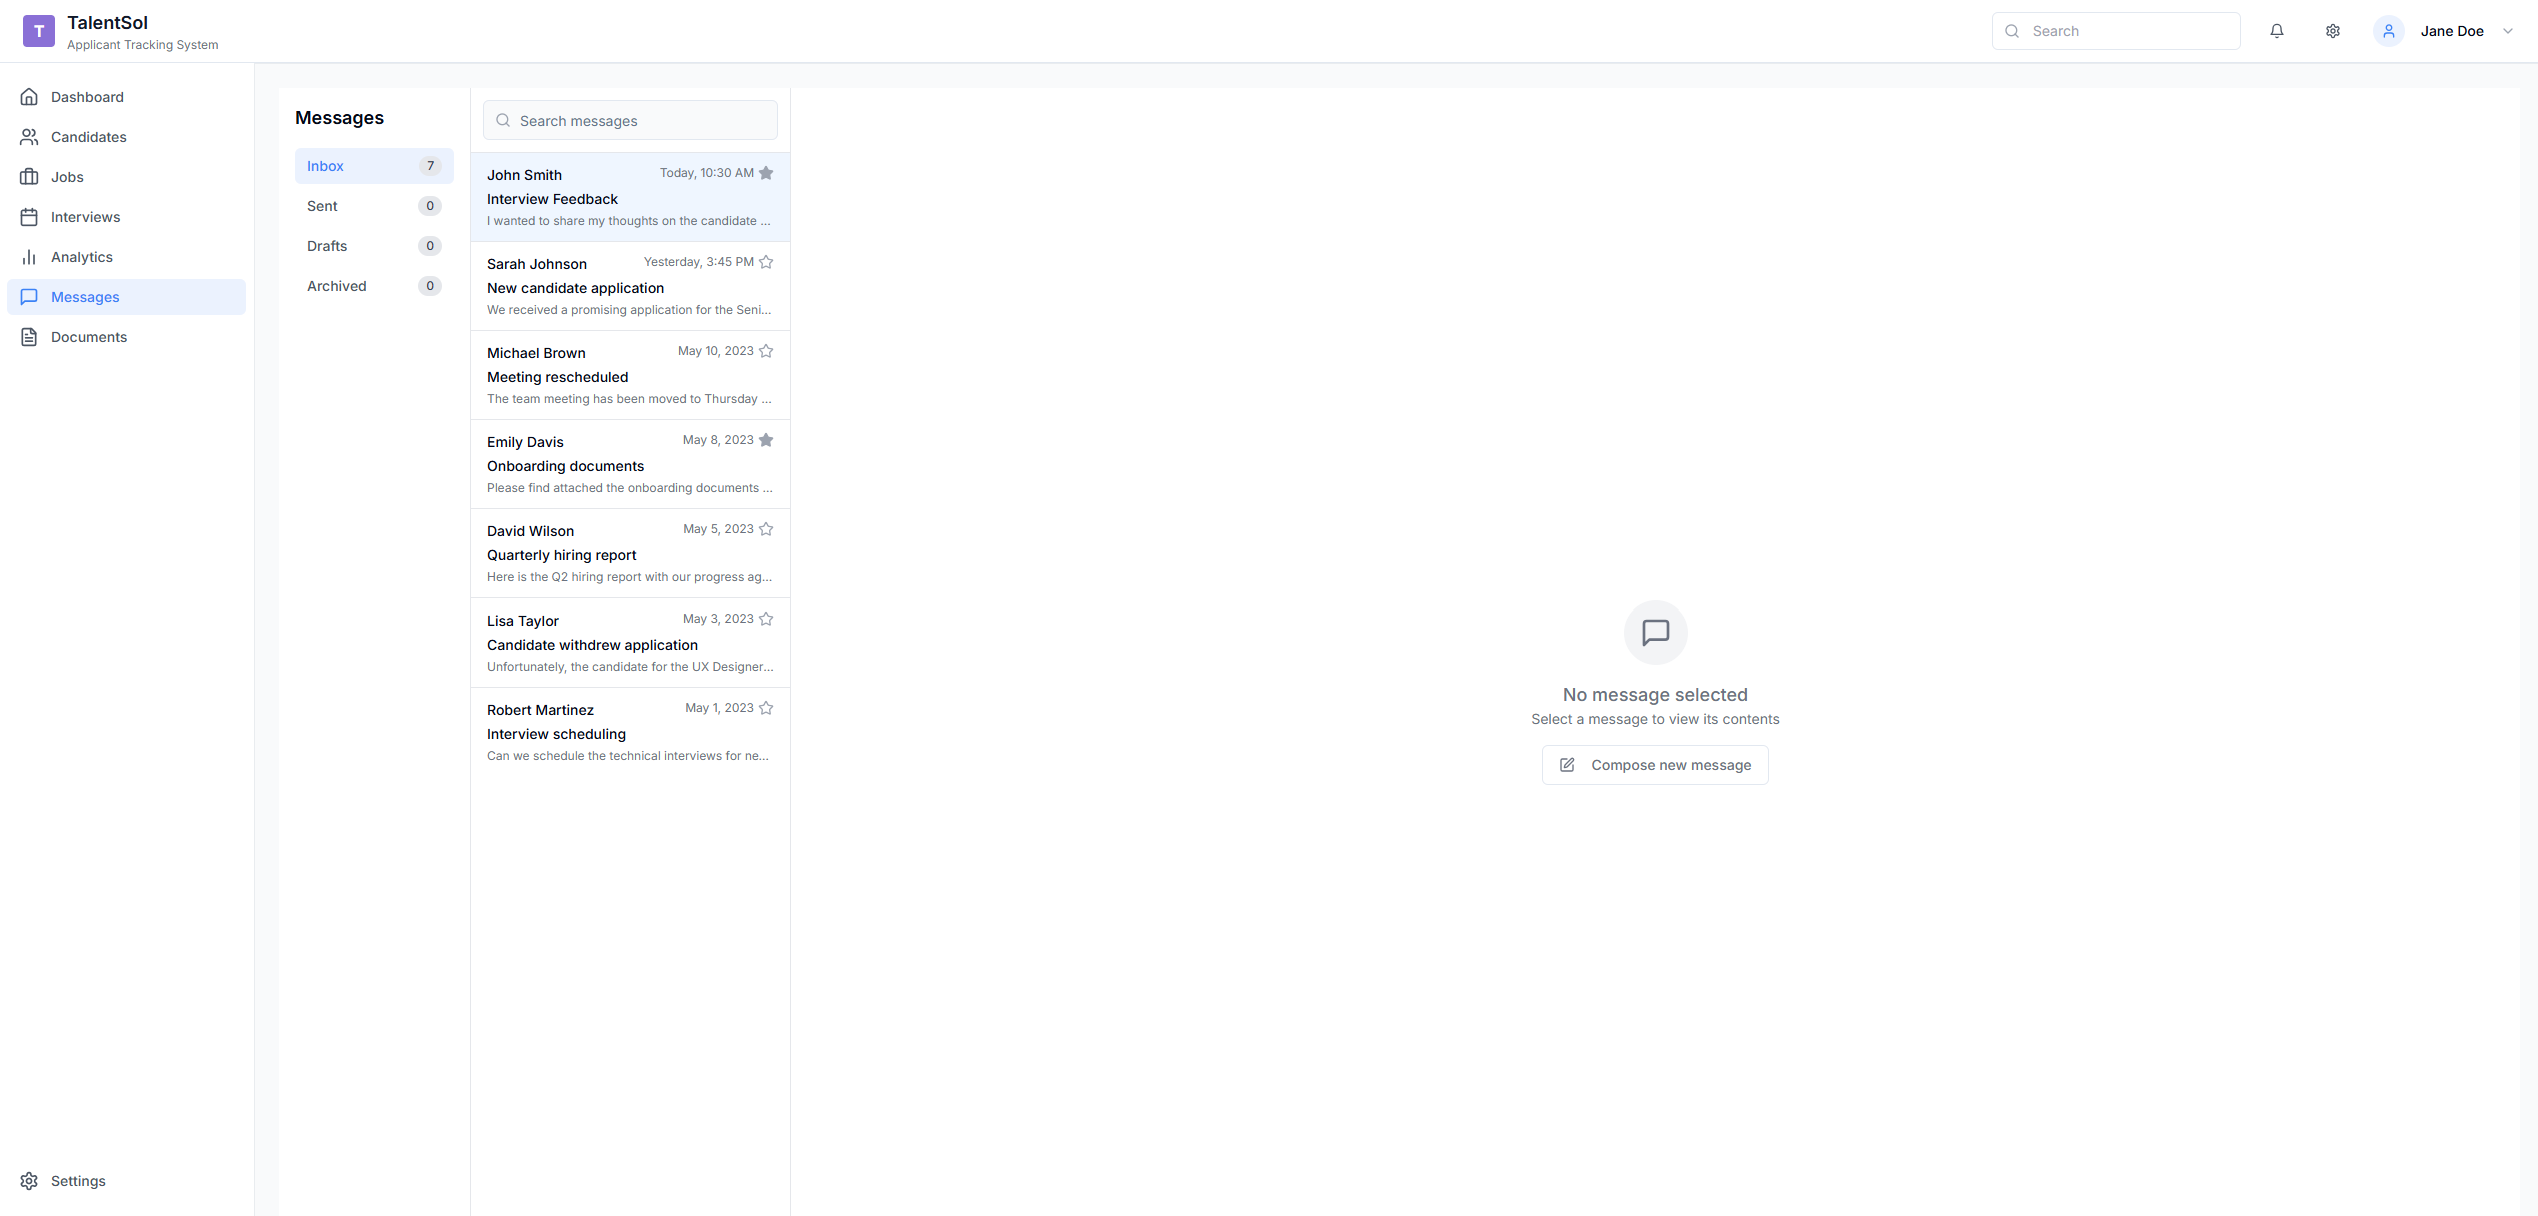 T
TalentSol
Applicant Tracking System
Search
Jane Doe
Dashboard
Candidates
Jobs
Interviews
Analytics
Messages
Documents
Settings
Messages
Inbox 7
Sent 0
Drafts 0
Archived 0
Search messages
John Smith Today, 10:30 AM
Interview Feedback
I wanted to share my thoughts on the candidate ...
Sarah Johnson Yesterday, 3:45 PM
New candidate application
We received a promising application for the Seni...
Michael Brown May 10, 2023
Meeting rescheduled
The team meeting has been moved to Thursday ...
Emily Davis May 8, 2023
Onboarding documents
Please find attached the onboarding documents ...
David Wilson May 5, 2023
Quarterly hiring report
Here is the Q2 hiring report with our progress ag...
Lisa Taylor May 3, 2023
Candidate withdrew application
Unfortunately, the candidate for the UX Designer...
Robert Martinez May 1, 2023
Interview scheduling
Can we schedule the technical interviews for ne...
No message selected
Select a message to view its contents
Compose new message